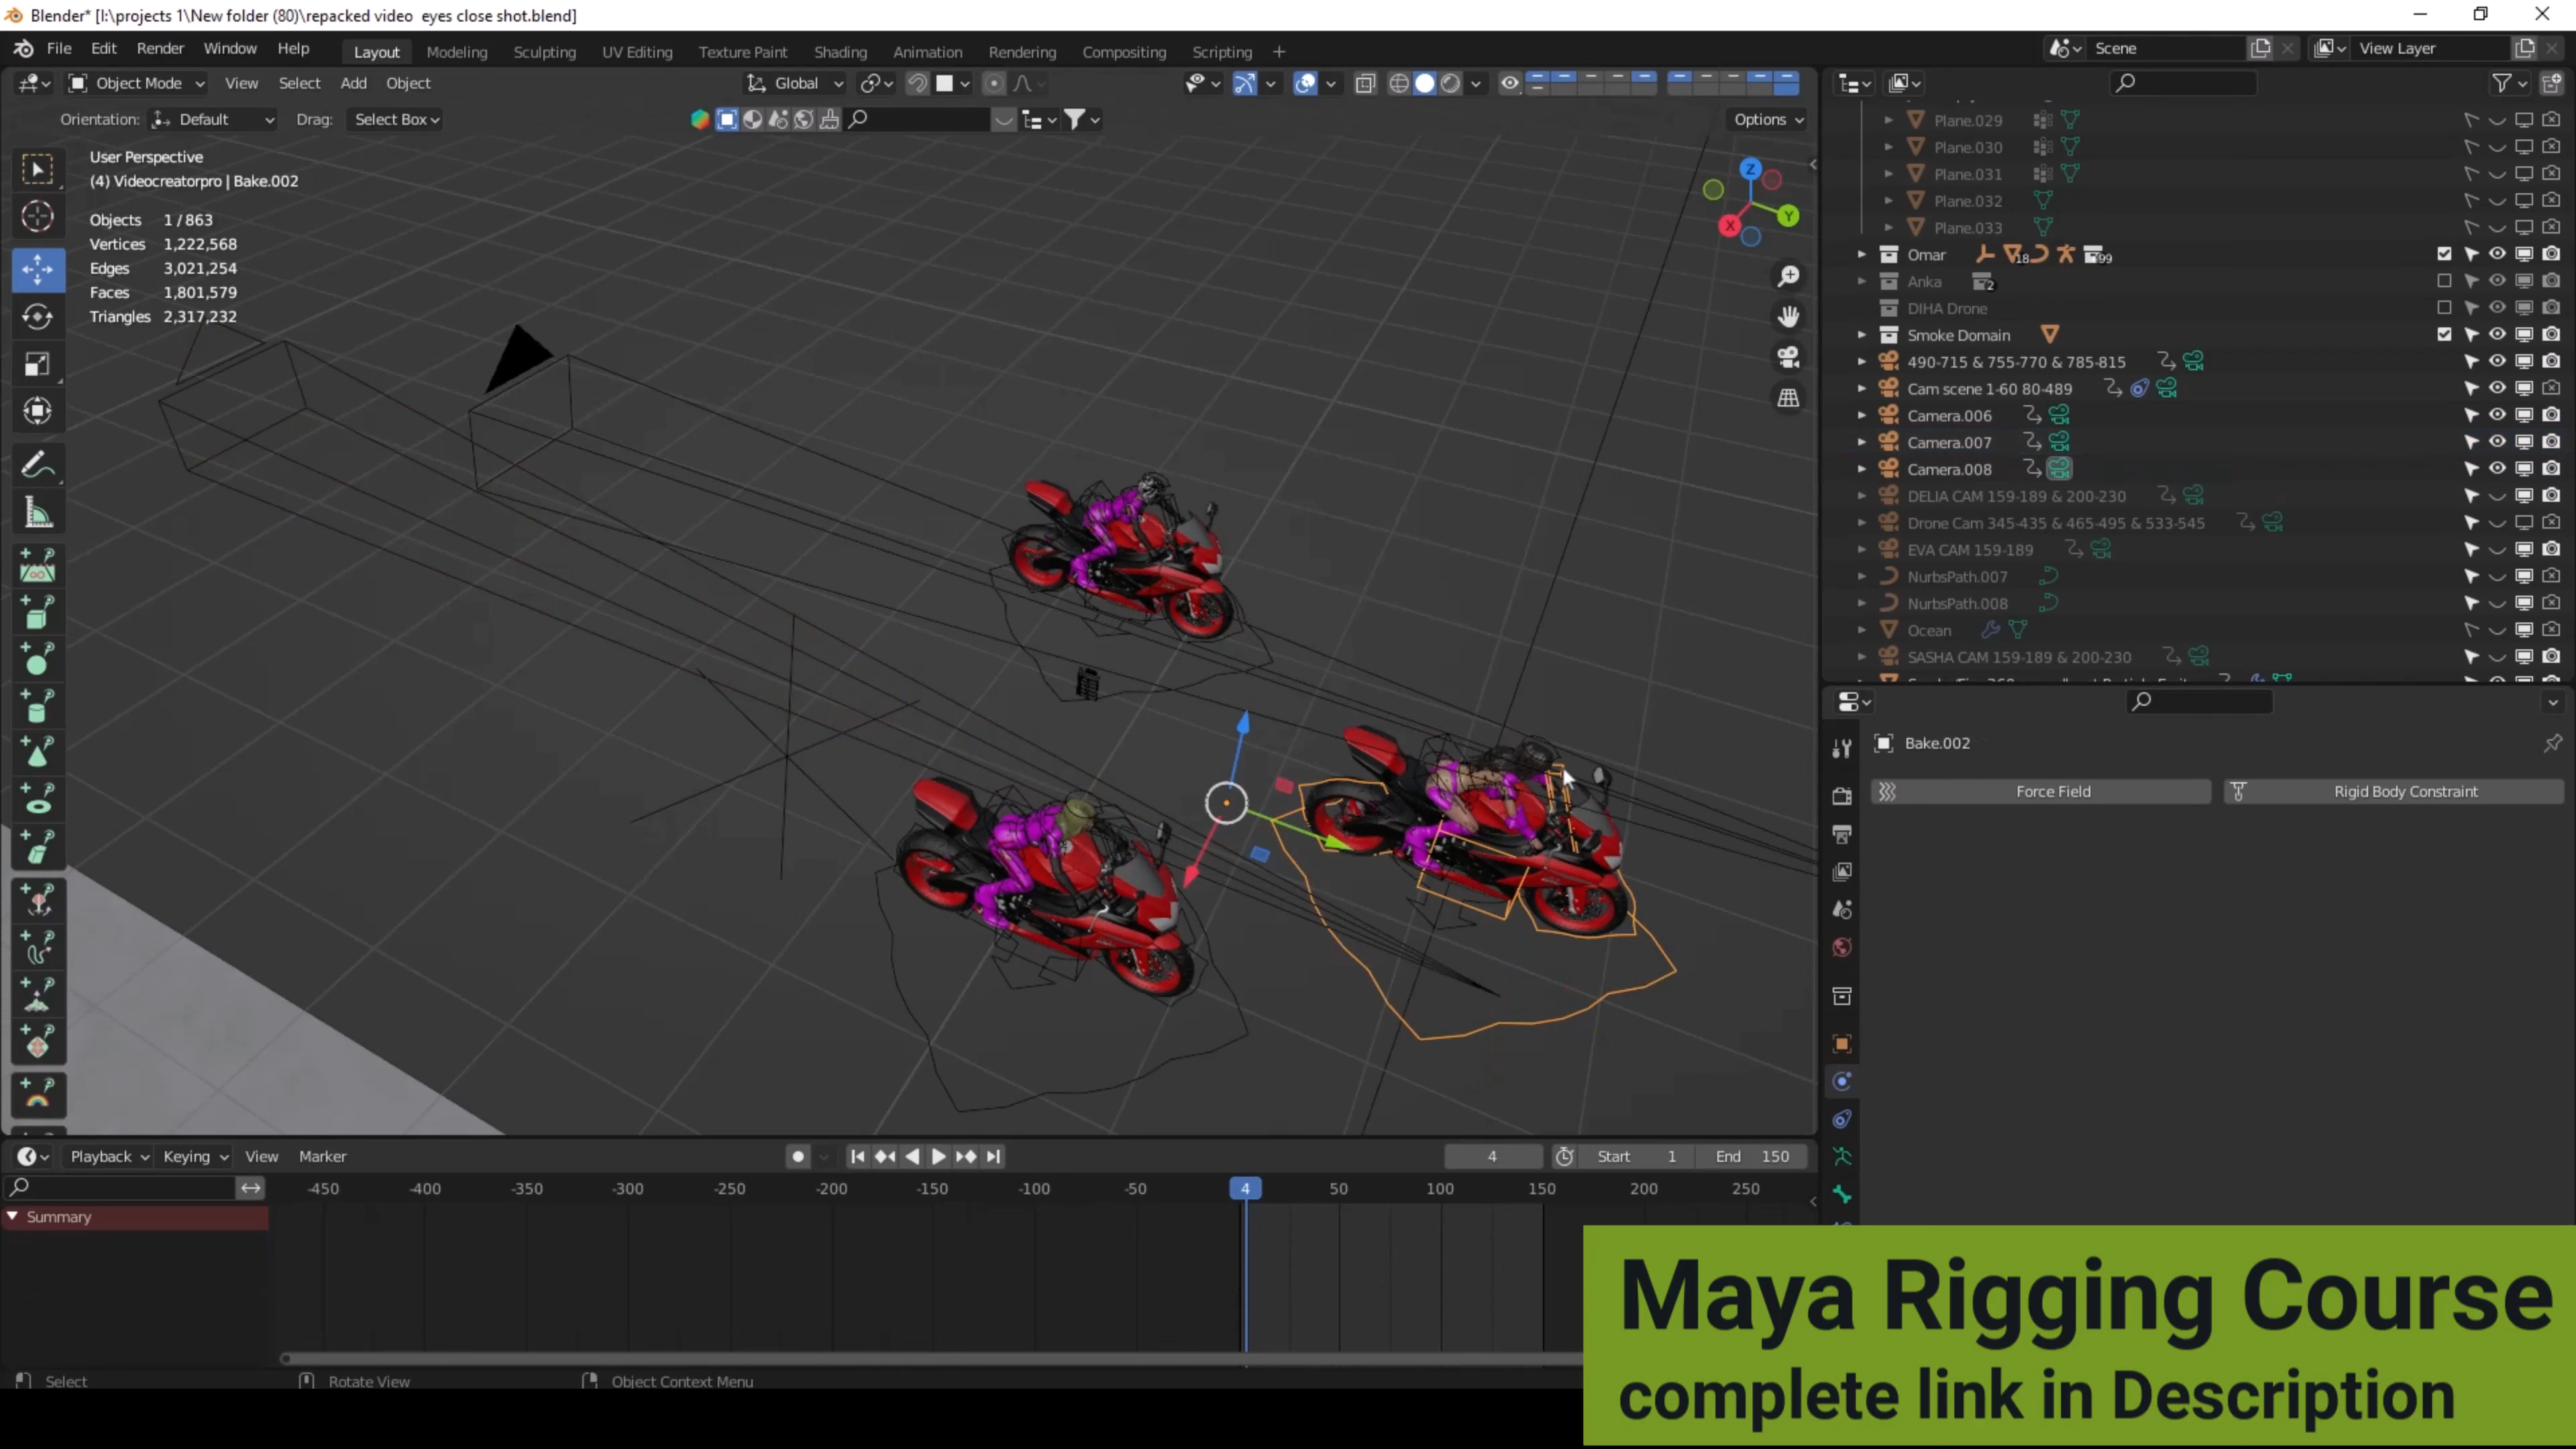 Blender* [I:\projects 1\New folder (80)\repacked video  eyes close shot.blend]
File Edit Render Window Help Layout Modeling Sculpting UV Editing Texture Paint Shading Animation Rendering Compositing Scripting + Scene View Layer
Object Mode View Select Add Object Global
Orientation: Default Drag: Select Box Options
User Perspective
(4) Videocreatorpro | Bake.002
Objects 1 / 863
Vertices 1,222,568
Edges 3,021,254
Faces 1,801,579
Triangles 2,317,232
Z
Y
X
Plane.029
Plane.030
Plane.031
Plane.032
Plane.033
Omar 18 99
Anka 2
DIHA Drone
Smoke Domain
490-715 & 755-770 & 785-815
Cam scene 1-60 80-489
Camera.006
Camera.007
Camera.008
DELIA CAM 159-189 & 200-230
Drone Cam 345-435 & 465-495 & 533-545
EVA CAM 159-189
NurbsPath.007
NurbsPath.008
Ocean
SASHA CAM 159-189 & 200-230
Bake.002
Force Field Rigid Body Constraint
Playback Keying View Marker 4 Start 1 End 150
-450 -400 -350 -300 -250 -200 -150 -100 -50 4 50 100 150 200 250
Summary
Select Rotate View Object Context Menu
Maya Rigging Course
complete link in Description